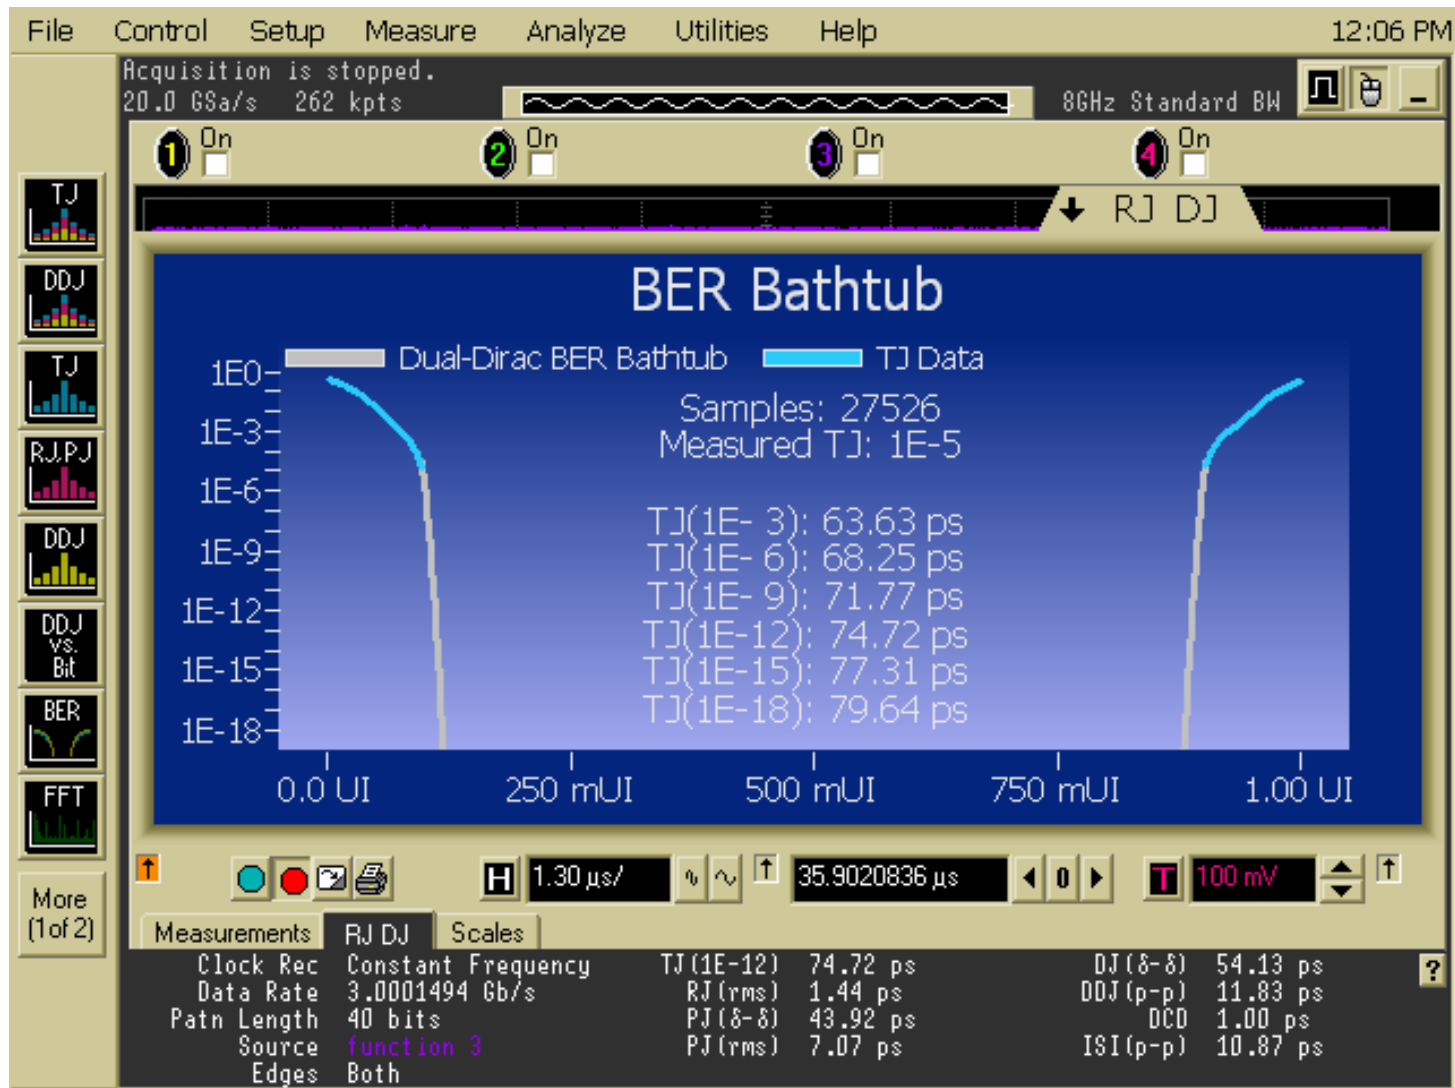 File Control Setup Measure Analyze Utilities Help 12:06 PM
Acquisition is stopped.
20.0 GSa/s 262 kpts 8GHz Standard BW
1 On 2 On 3 On 4 On
RJ DJ
TJ
DDJ
TJ
RJ,PJ
DDJ
DDJ
vs.
Bit
BER
FFT
More
(1of 2)
BER Bathtub
Dual-Dirac BER Bathtub TJ Data
Samples: 27526
Measured TJ: 1E-5
TJ(1E- 3): 63.63 ps
TJ(1E- 6): 68.25 ps
TJ(1E- 9): 71.77 ps
TJ(1E-12): 74.72 ps
TJ(1E-15): 77.31 ps
TJ(1E-18): 79.64 ps
1E0
1E-3
1E-6
1E-9
1E-12
1E-15
1E-18
0.0 UI 250 mUI 500 mUI 750 mUI 1.00 UI
H 1.30 µs/ 35.9020836 µs 0 T 100 mV
Measurements RJ DJ Scales
Clock Rec Constant Frequency TJ(1E-12) 74.72 ps DJ(δ-δ) 54.13 ps ?
Data Rate 3.0001494 Gb/s RJ(rms) 1.44 ps DDJ(p-p) 11.83 ps
Patn Length 40 bits PJ(δ-δ) 43.92 ps DCD 1.00 ps
Source function 3 PJ(rms) 7.07 ps ISI(p-p) 10.87 ps
Edges Both